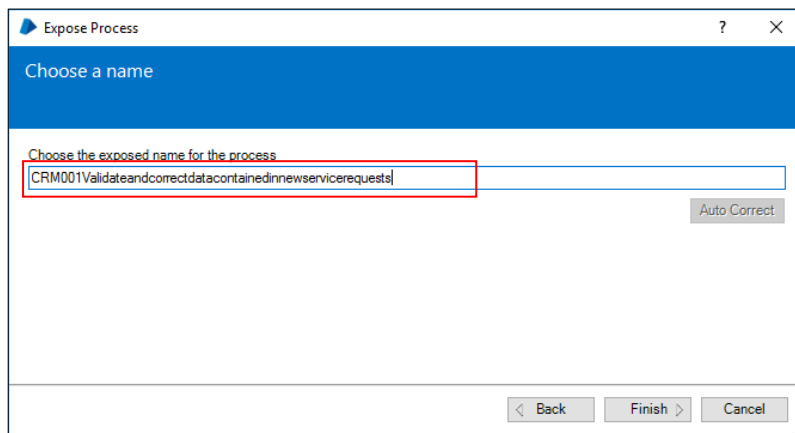 Expose Process
?
Choose a name
Choose the exposed name for the process
CRM001Validateandcorrectdatacontainedinnewservicerequests
Auto Correct
Back
Finish
Cancel